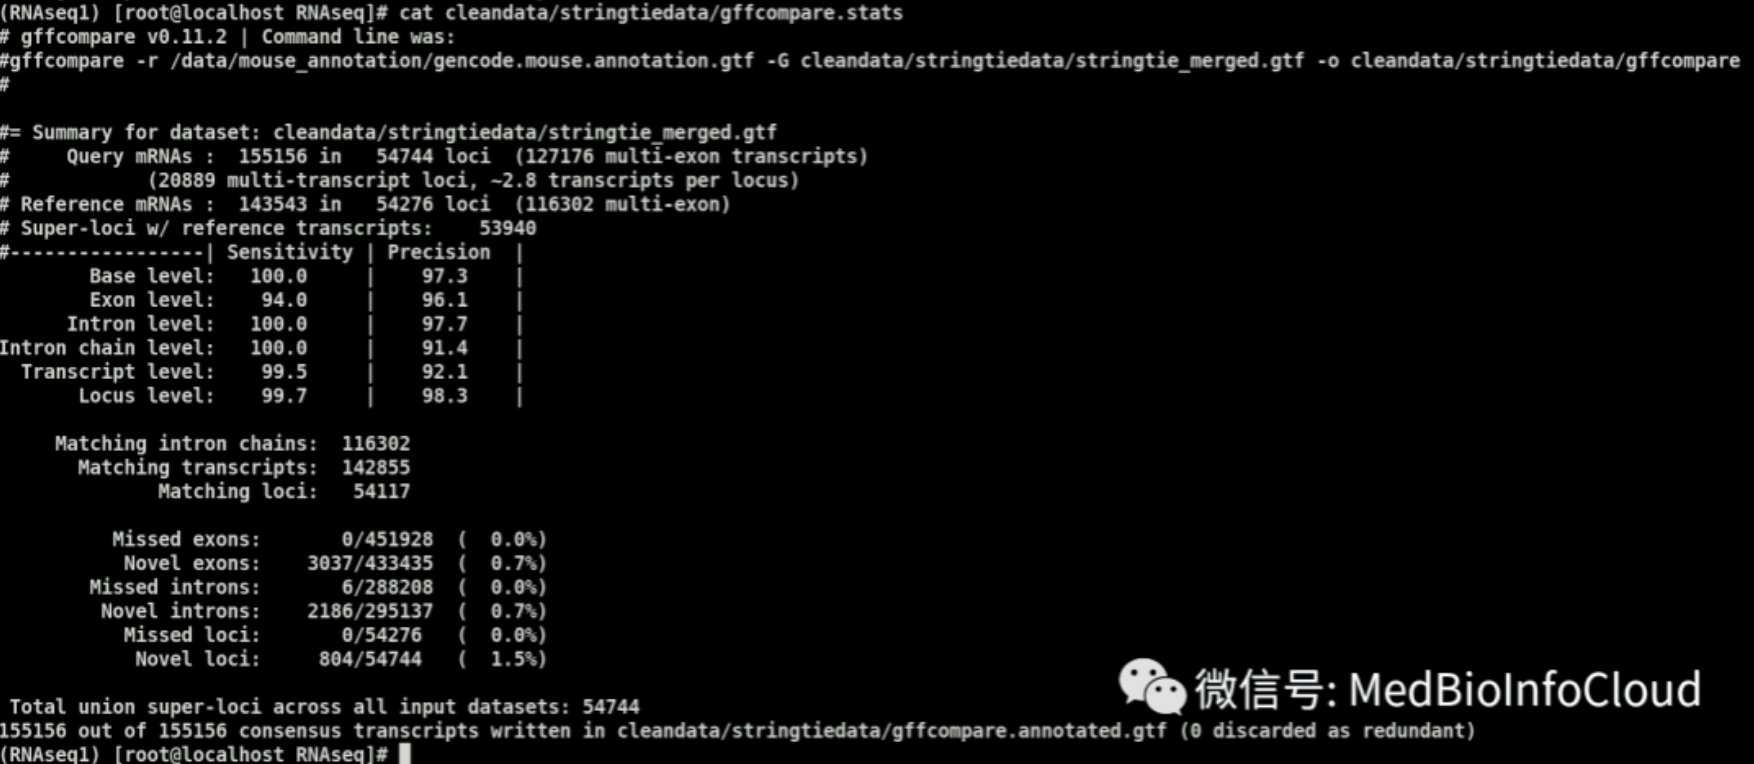 (RNAseq1) [root@localhost RNAseq]# cat cleandata/stringtiedata/gffcompare.stats
# gffcompare v0.11.2 | Command line was:
#gffcompare -r /data/mouse_annotation/gencode.mouse.annotation.gtf -G cleandata/stringtiedata/stringtie_merged.gtf -o cleandata/stringtiedata/gffcompare
#
#= Summary for dataset: cleandata/stringtiedata/stringtie_merged.gtf
#     Query mRNAs :  155156 in   54744 loci  (127176 multi-exon transcripts)
#            (20889 multi-transcript loci, ~2.8 transcripts per locus)
# Reference mRNAs :  143543 in   54276 loci  (116302 multi-exon)
# Super-loci w/ reference transcripts:    53940
#-----------------| Sensitivity | Precision  |
        Base level:   100.0     |    97.3    |
        Exon level:    94.0     |    96.1    |
      Intron level:   100.0     |    97.7    |
Intron chain level:   100.0     |    91.4    |
  Transcript level:    99.5     |    92.1    |
       Locus level:    99.7     |    98.3    |
     Matching intron chains:  116302
       Matching transcripts:  142855
              Matching loci:   54117
          Missed exons:       0/451928  (  0.0%)
           Novel exons:    3037/433435  (  0.7%)
        Missed introns:       6/288208  (  0.0%)
         Novel introns:    2186/295137  (  0.7%)
           Missed loci:       0/54276   (  0.0%)
            Novel loci:     804/54744   (  1.5%)
 Total union super-loci across all input datasets: 54744
155156 out of 155156 consensus transcripts written in cleandata/stringtiedata/gffcompare.annotated.gtf (0 discarded as redundant)
(RNAseq1) [root@localhost RNAseq]#
微信号: MedBioInfoCloud